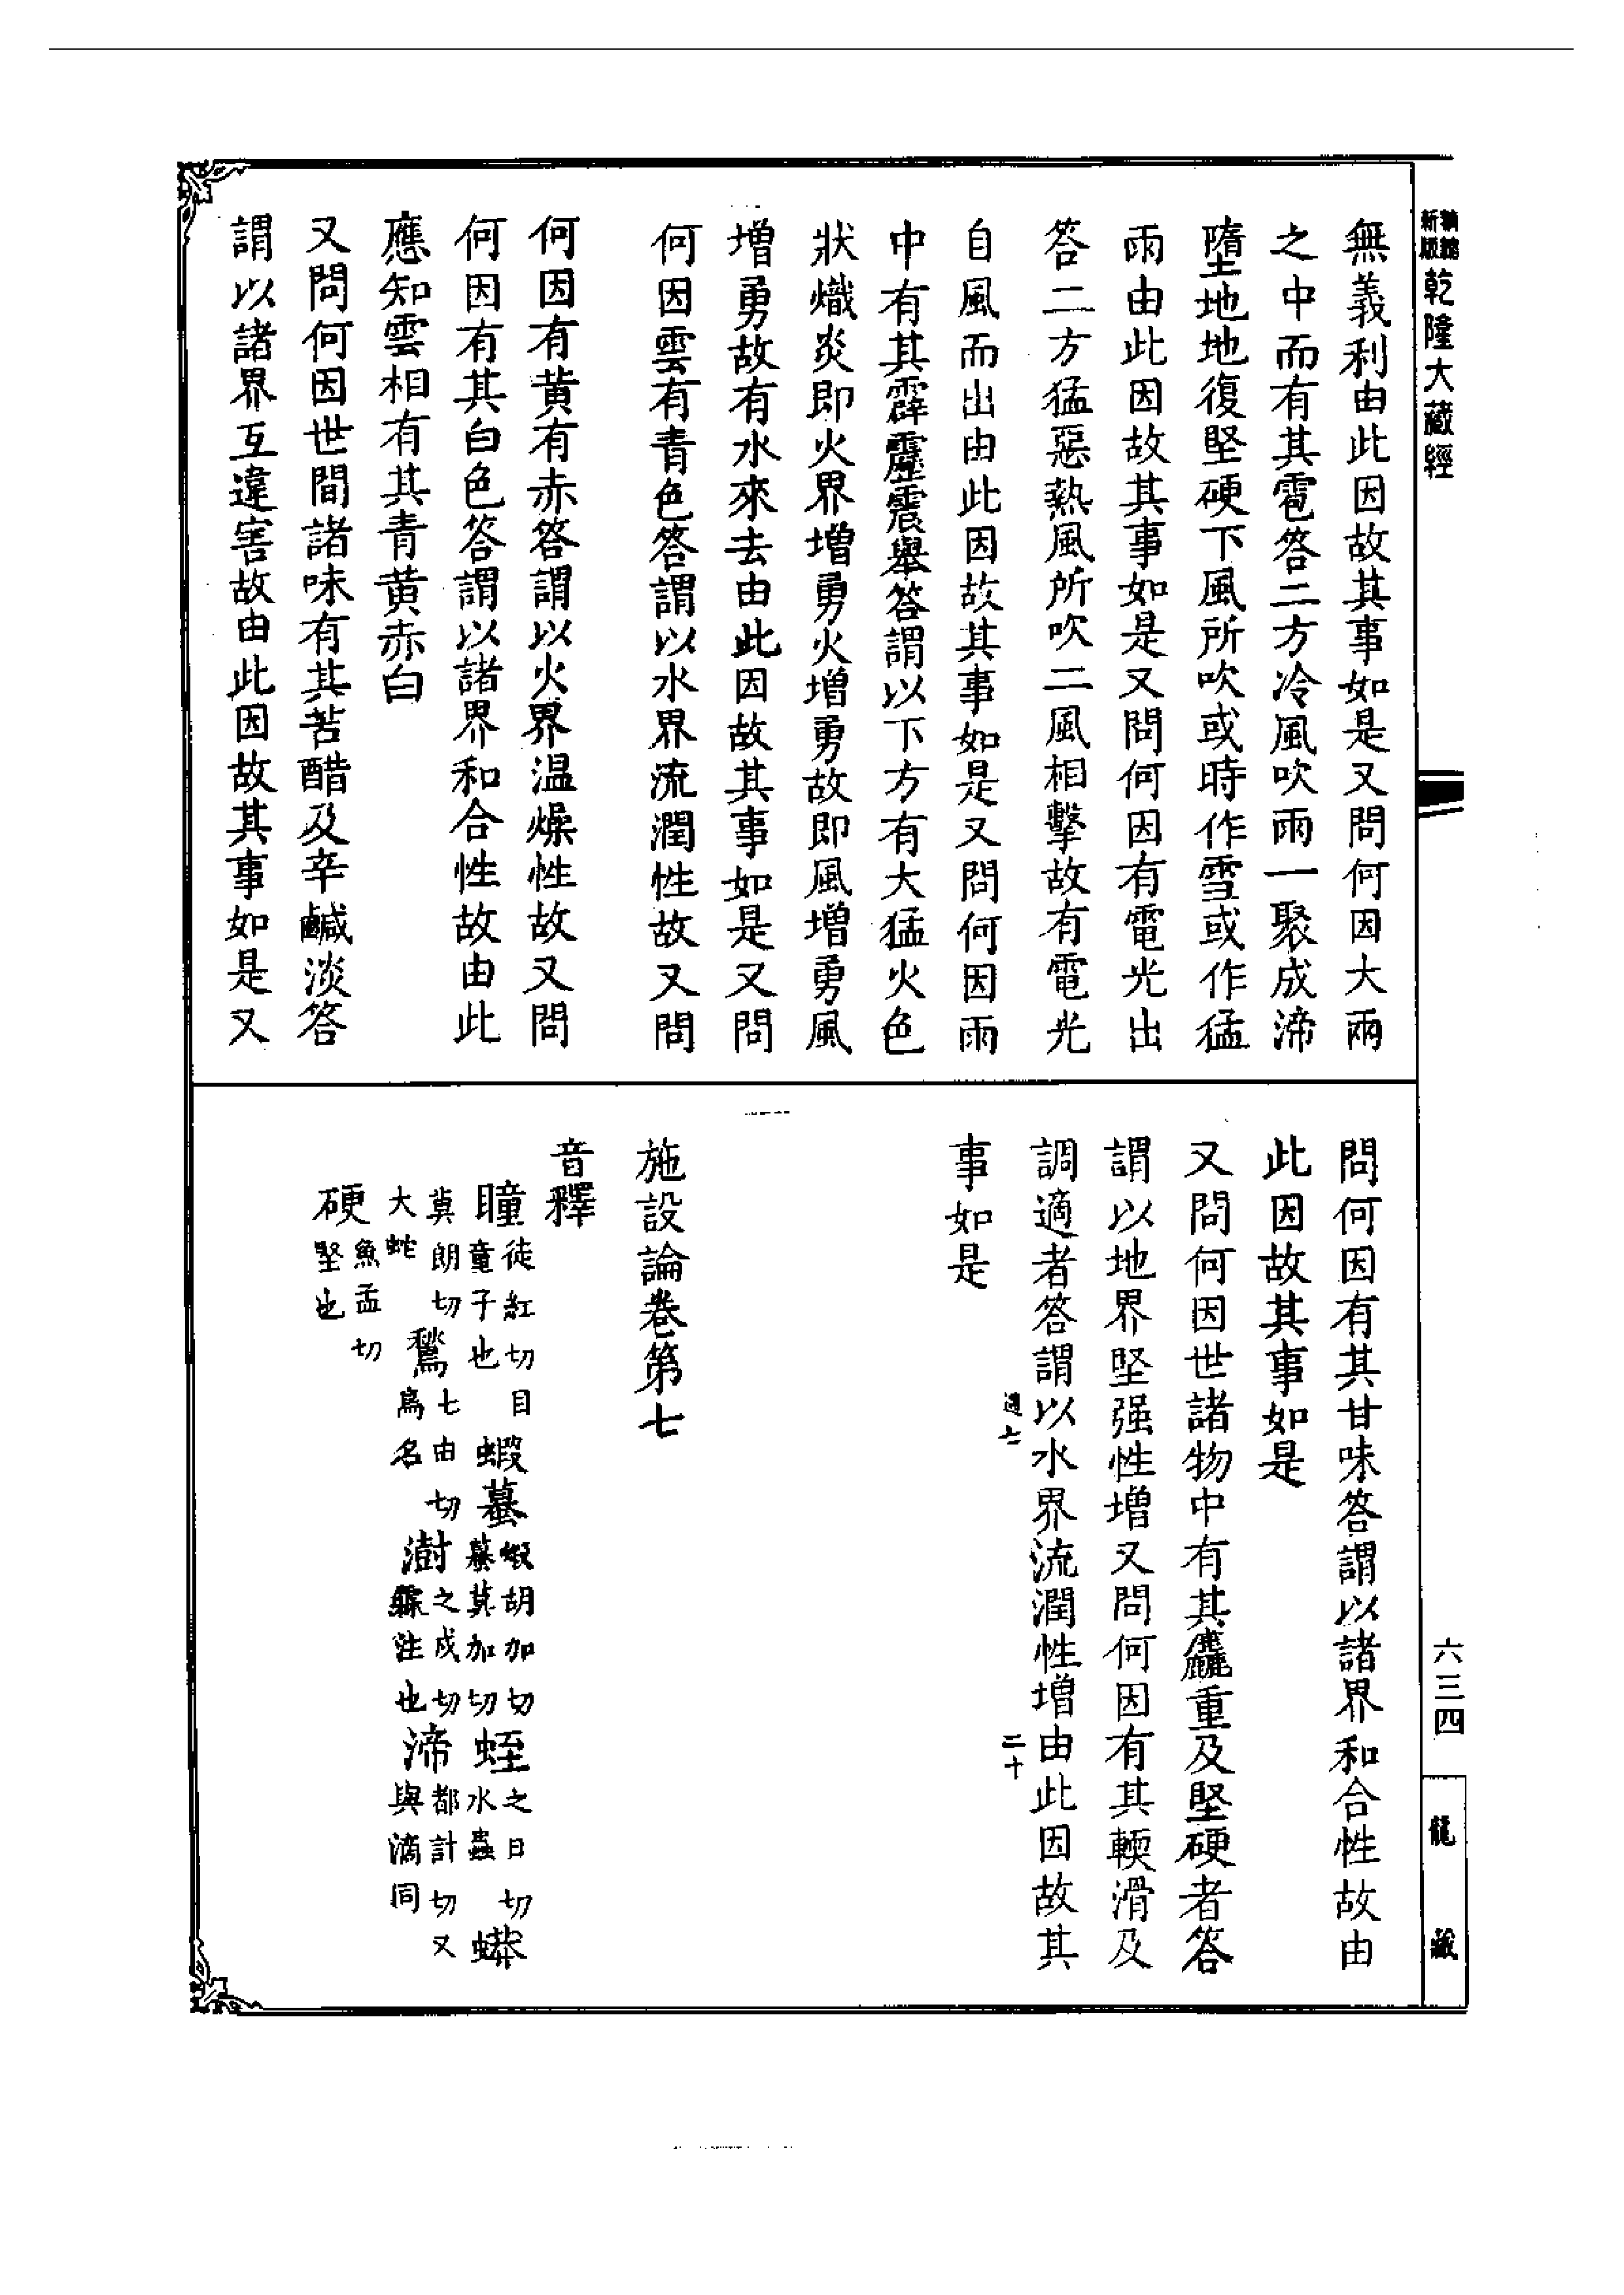 新版
乾隆大藏經
無義利由此因故其事如是又問何因大雨
之中而有其雹答二方冷風吹雨一聚成渧
墮地地復堅硬下風所吹或時作雪或作猛
雨由此因故其事如是又問何因有電光出
答二方猛惡熱風所吹二風相擊故有電光
自風而出由此因故其事如是又問何因雨
中有其霹靂震舉答謂以下方有大猛火色
狀熾炎即火界增勇火增勇故即風增勇風
增勇故有水來去由此因故其事如是又問
何因雲有青色答謂以水界流潤性故又問
何因有黃有赤答謂以火界温燥性故又問
何因有其白色答謂以諸界和合性故由此
應知雲相有其青黃赤白
又問何因世間諸味有其苦醋及辛鹹淡答
謂以諸界互違害故由此因故其事如是又
問何因有其甘味答謂以諸界和合性故由
此因故其事如是
又問何因世諸物中有其麤重及堅硬者答
謂以地界堅强性增又問何因有其輭滑及
調適者答謂以水界流潤性增由此因故其
七 二十
事如是
施設論卷第七
音釋
瞳徒紅切目童子也 蝦蟇蝦胡加切蟇莫加切 蛭之日切水蟲 蟒
莫朗切大蛇 鶖七由切鳥名 澍之戍切霖注也 渧都計切又與滴同
硬魚孟切堅也
六三四
龍藏